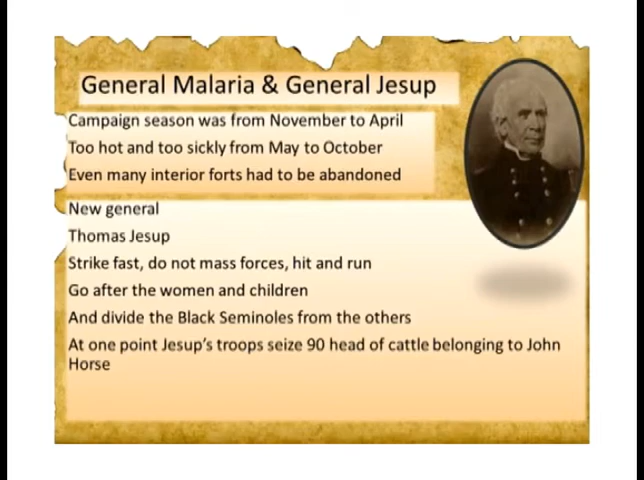 General Malaria & General Jesup
Campaign season was from November to April
Too hot and too sickly from May to October
Even many interior forts had to be abandoned
New general
Thomas Jesup
Strike fast, do not mass forces, hit and run
Go after the women and children
And divide the Black Seminoles from the others
At one point Jesup's troops seize 90 head of cattle belonging to John
Horse